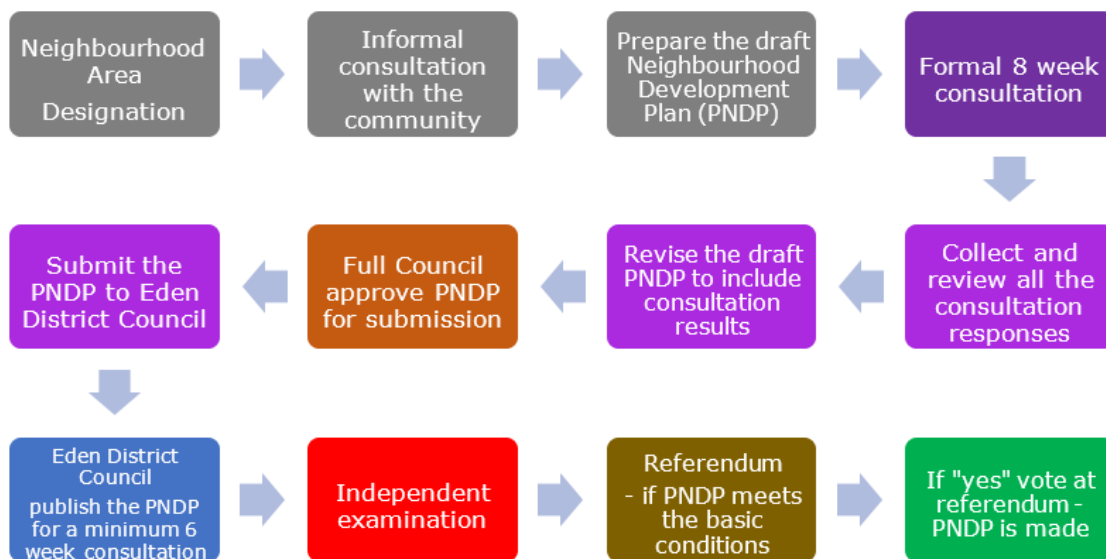 Neighbourhood
Area
Designation
Informal
consultation
with the
community
Prepare the draft
Neighbourhood
Development
Plan (PNDP)
Formal 8 week
consultation
Collect and
review all the
consultation
responses
Revise the draft
PNDP to include
consultation
results
Full Council
approve PNDP
for submission
Submit the
PNDP to Eden
District Council
Eden District
Council
publish the PNDP
for a minimum 6
week consultation
Independent
examination
Referendum
- if PNDP meets
the basic
conditions
If "yes" vote at
referendum -
PNDP is made